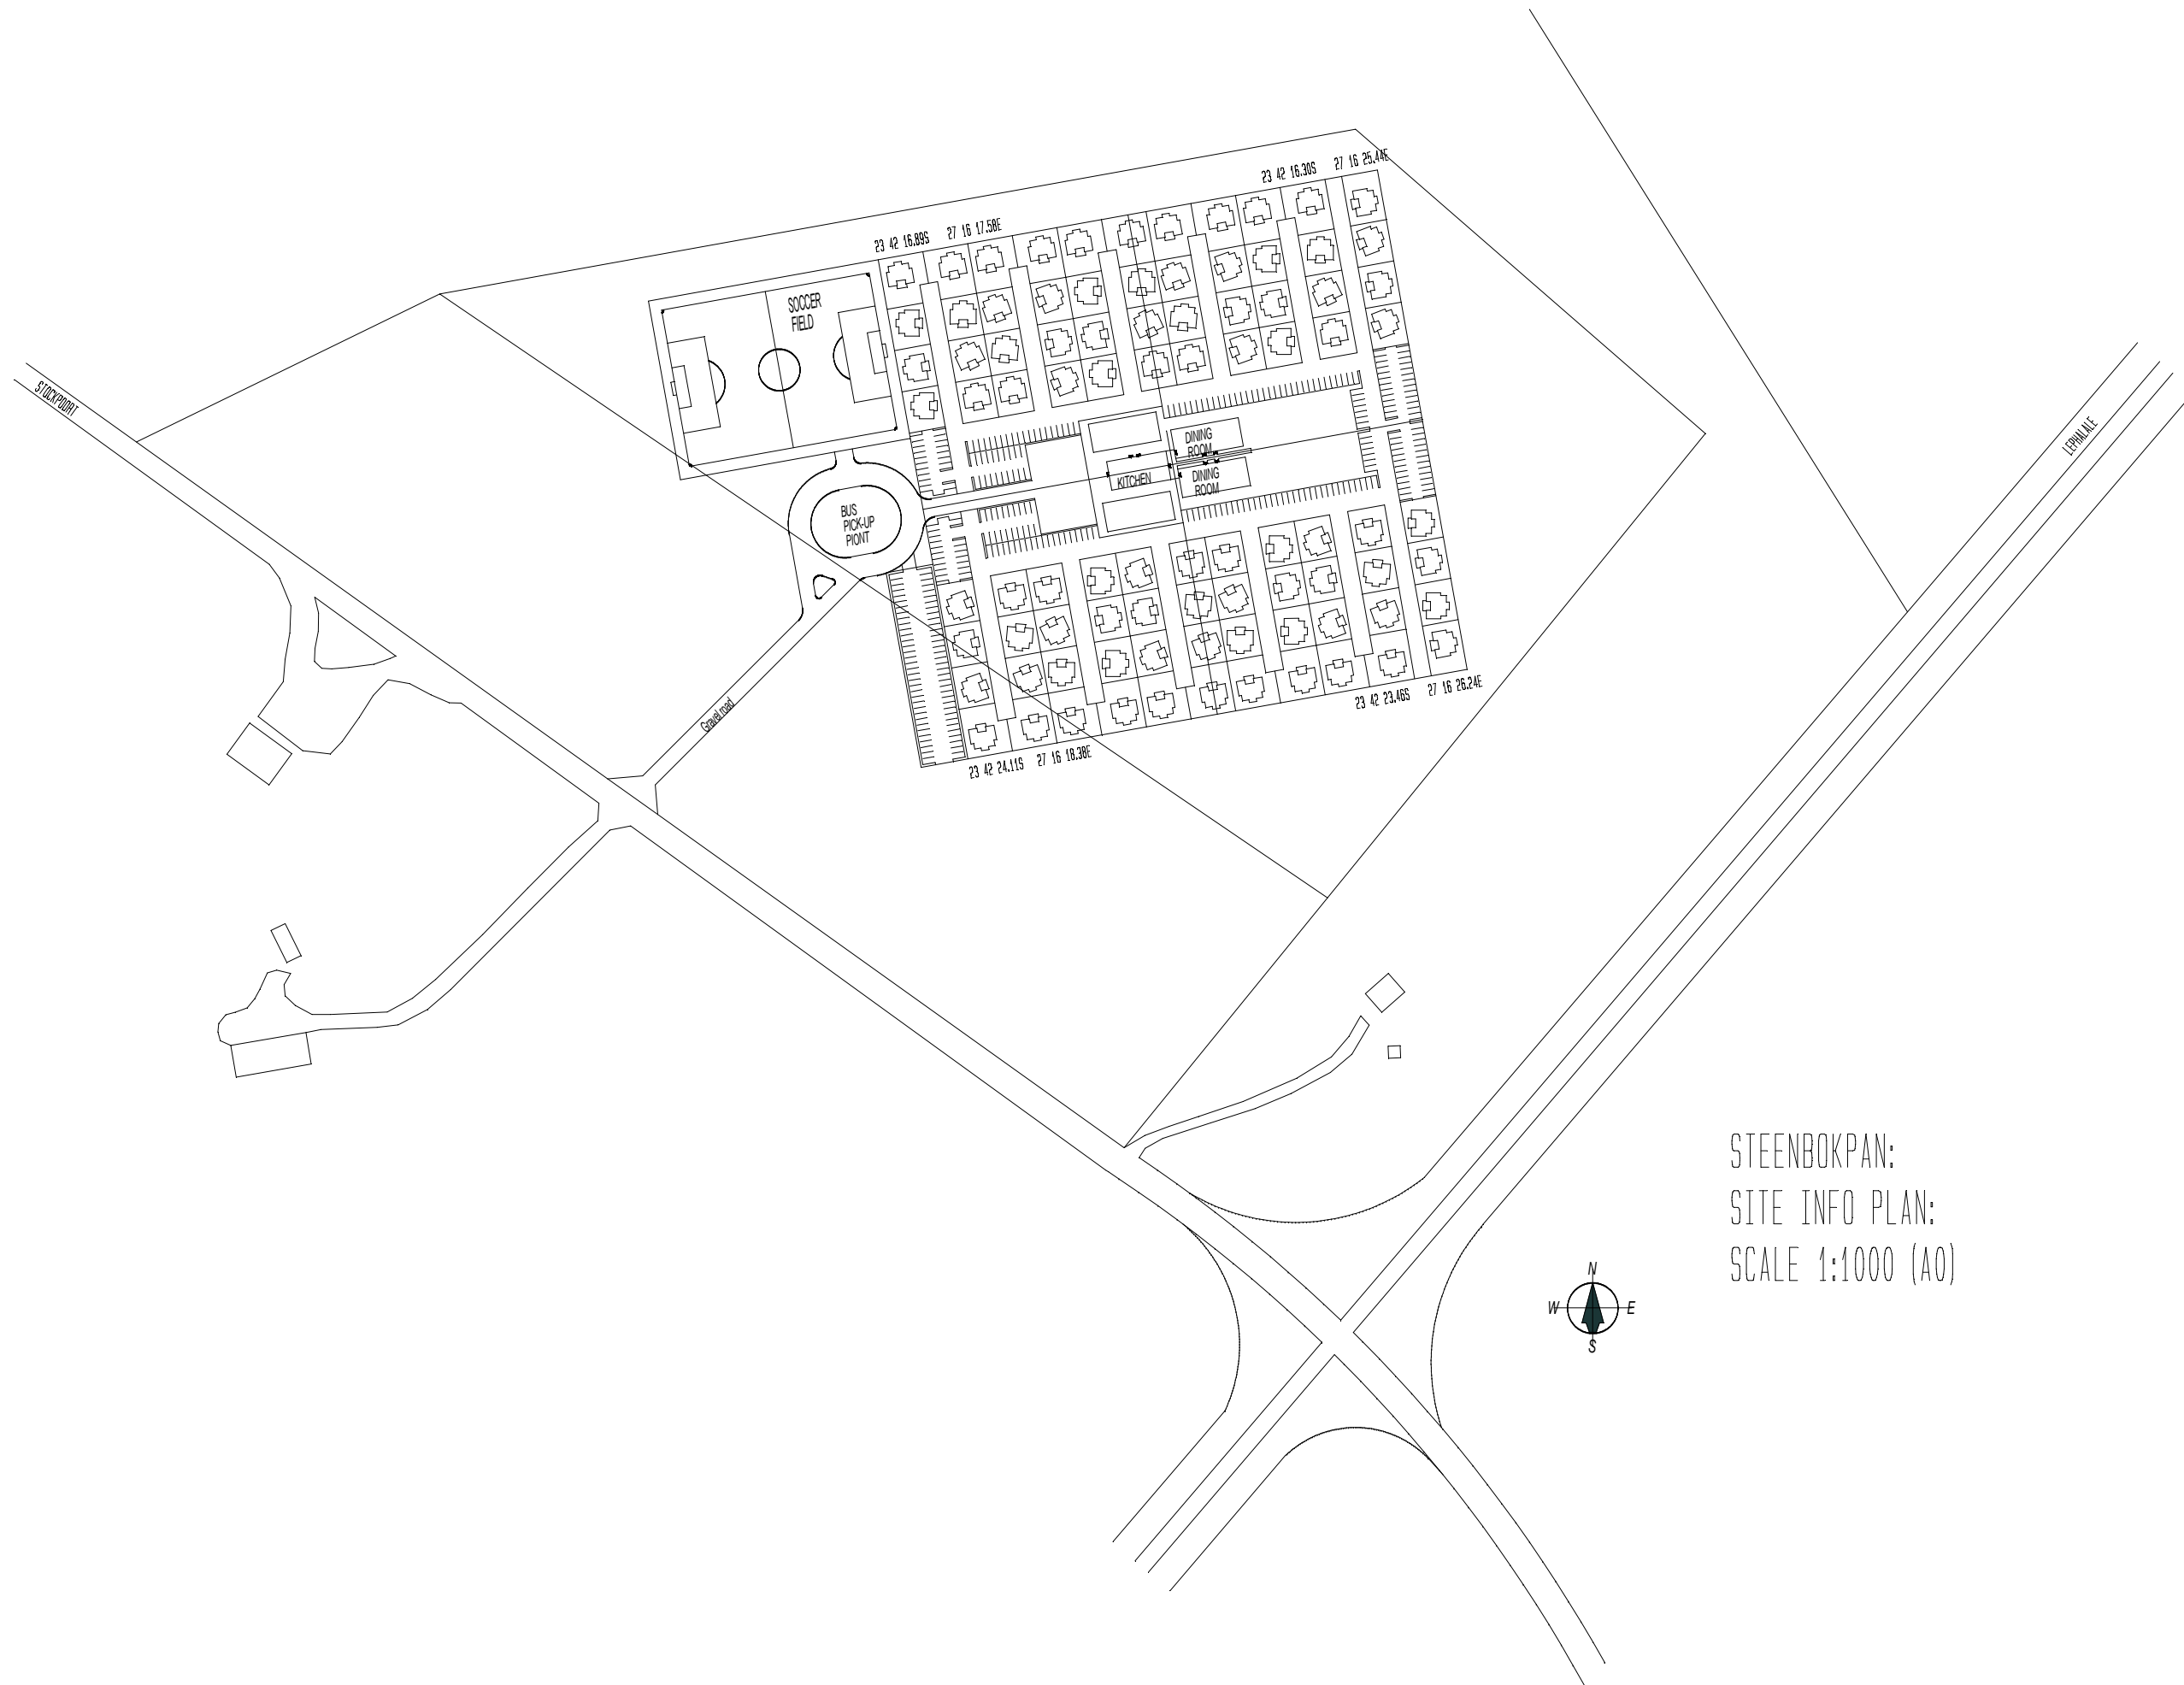 27 16 25.44E
23 42 16.30S
27 16 17.58E
23 42 16.89S
SOCCER
FIELD
STOCKPOORT
LEPHALALE
DINING
ROOM
KITCHEN
DINING
ROOM
BUS
PICK-UP
PIONT
Gravel road
23 42 23.46S 27 16 26.24E
23 42 24.11S 27 16 18.38E
STEENBOKPAN:
SITE INFO PLAN:
SCALE 1:1000 (A0)
N
W E
S